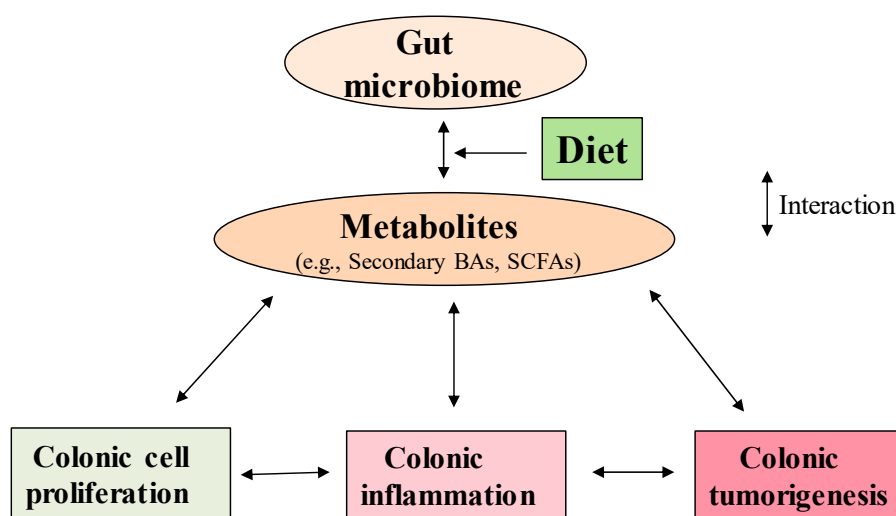 Gut
microbiome
Diet
Metabolites
(e.g., Secondary BAs, SCFAs)
Interaction
Colonic cell
proliferation
Colonic
inflammation
Colonic
tumorigenesis